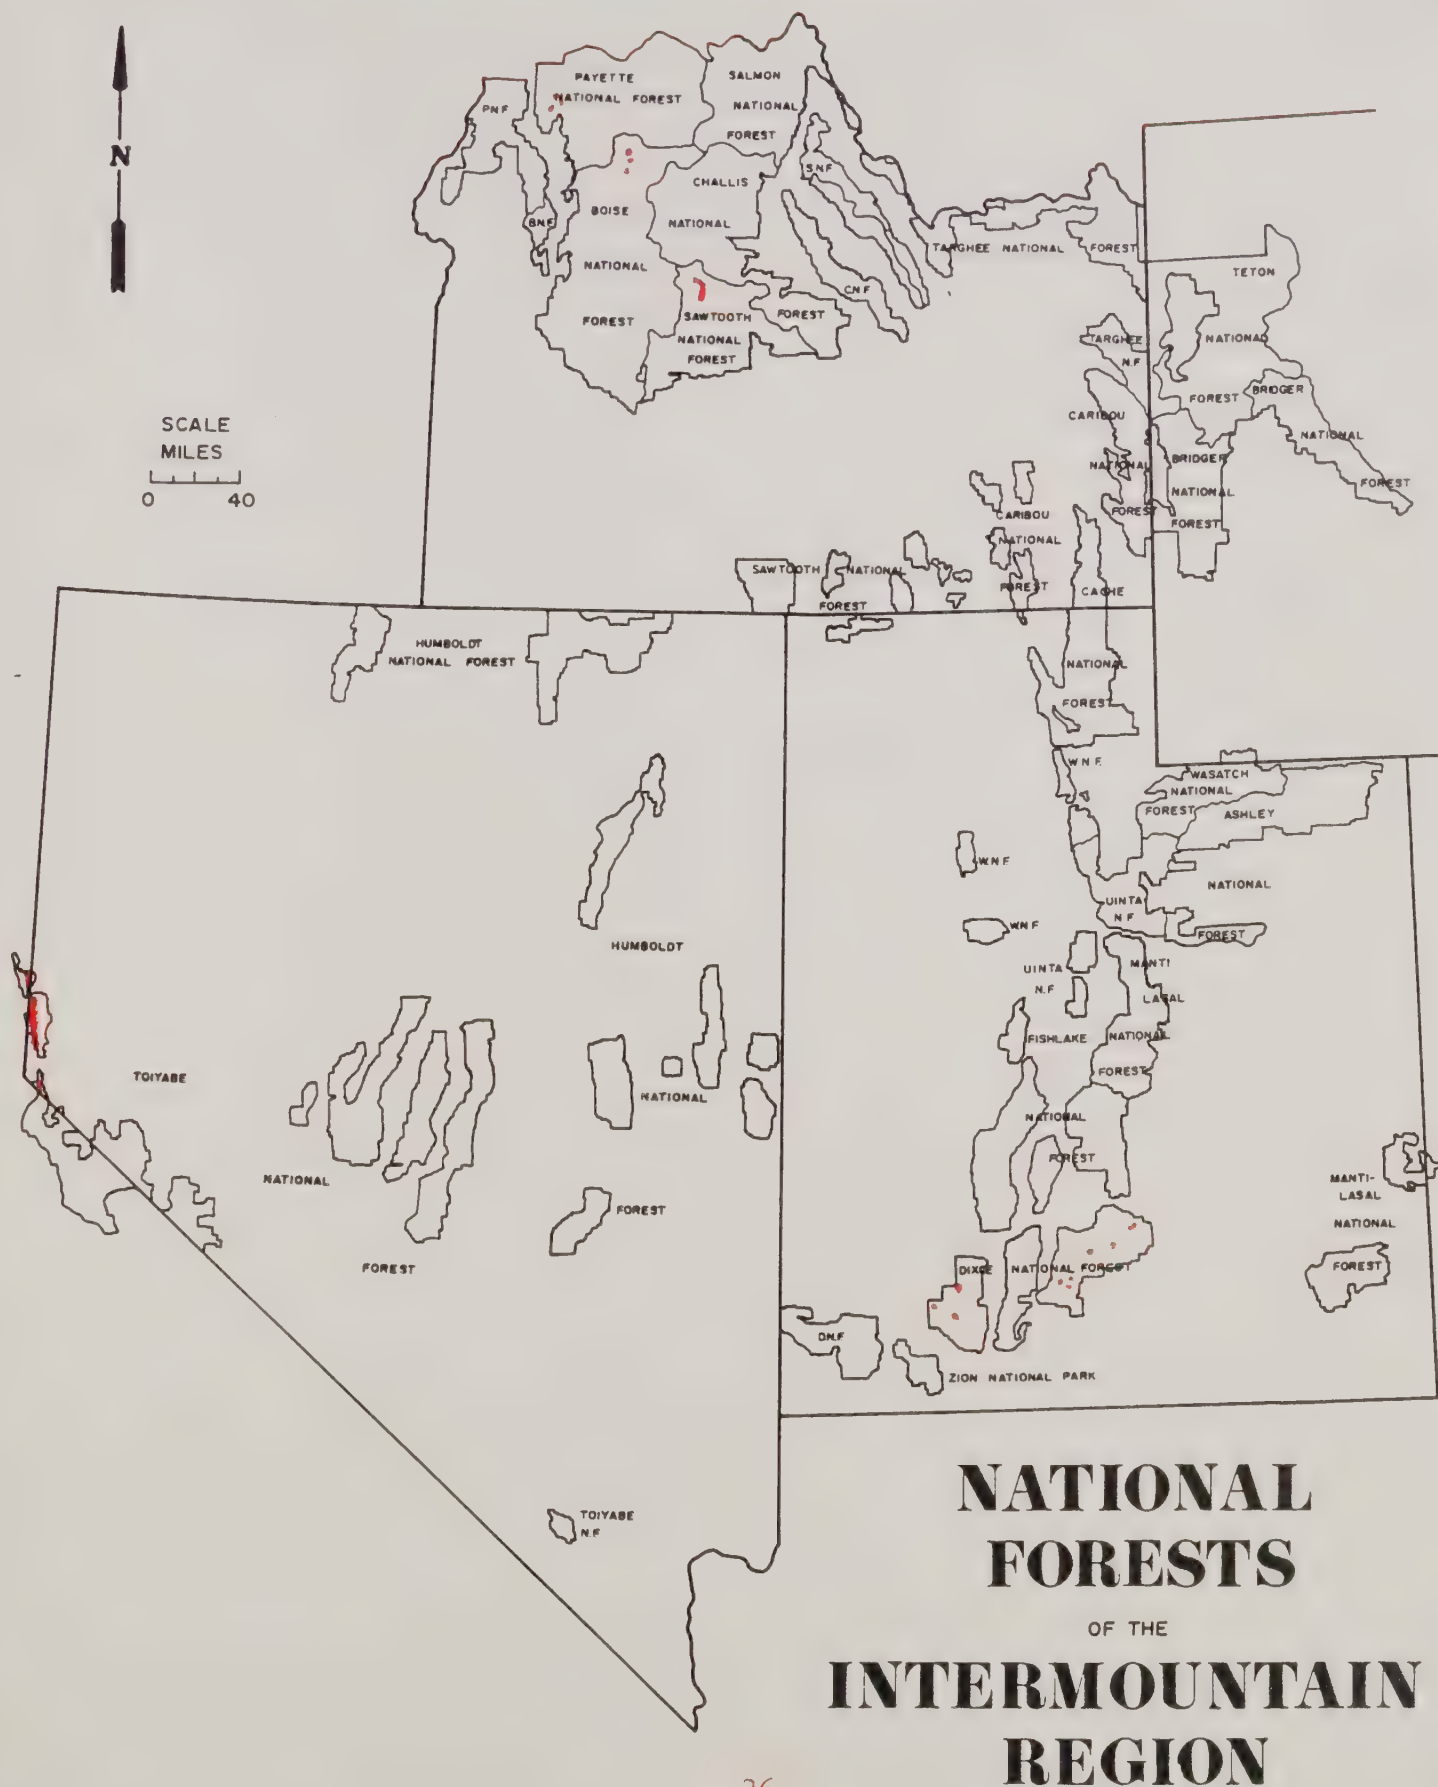 PAYETTE
NATIONAL FOREST
P.N.F.
SALMON
NATIONAL
FOREST
S.N.F.
CHALLIS
NATIONAL
BOISE
NATIONAL
FOREST
B.N.F.
C.N.F.
SAWTOOTH
NATIONAL
FOREST
FOREST
TARGHEE NATIONAL FOREST
TETON
NATIONAL
FOREST
TARGHEE
N.F.
BRIDGER
NATIONAL
FOREST
CARIBOU
NATIONAL
FOREST
BRIDGER
NATIONAL
FOREST
N
SCALE
MILES
0 40
CARIBOU
NATIONAL
FOREST
SAWTOOTH NATIONAL
FOREST
CACHE
NATIONAL
FOREST
HUMBOLDT
NATIONAL FOREST
W.N.F.
WASATCH
NATIONAL
FOREST
ASHLEY
NATIONAL
FOREST
W.N.F.
W.N.F.
UINTA
N.F.
UINTA
N.F.
MANTI
LASAL
NATIONAL
FOREST
FISHLAKE
NATIONAL
FOREST
HUMBOLDT
NATIONAL
FOREST
TOIYABE
NATIONAL
FOREST
MANTI-
LASAL
NATIONAL
FOREST
DIXIE NATIONAL FOREST
D.N.F.
ZION NATIONAL PARK
TOIYABE
N.F.
NATIONAL
FORESTS
OF THE
INTERMOUNTAIN
REGION